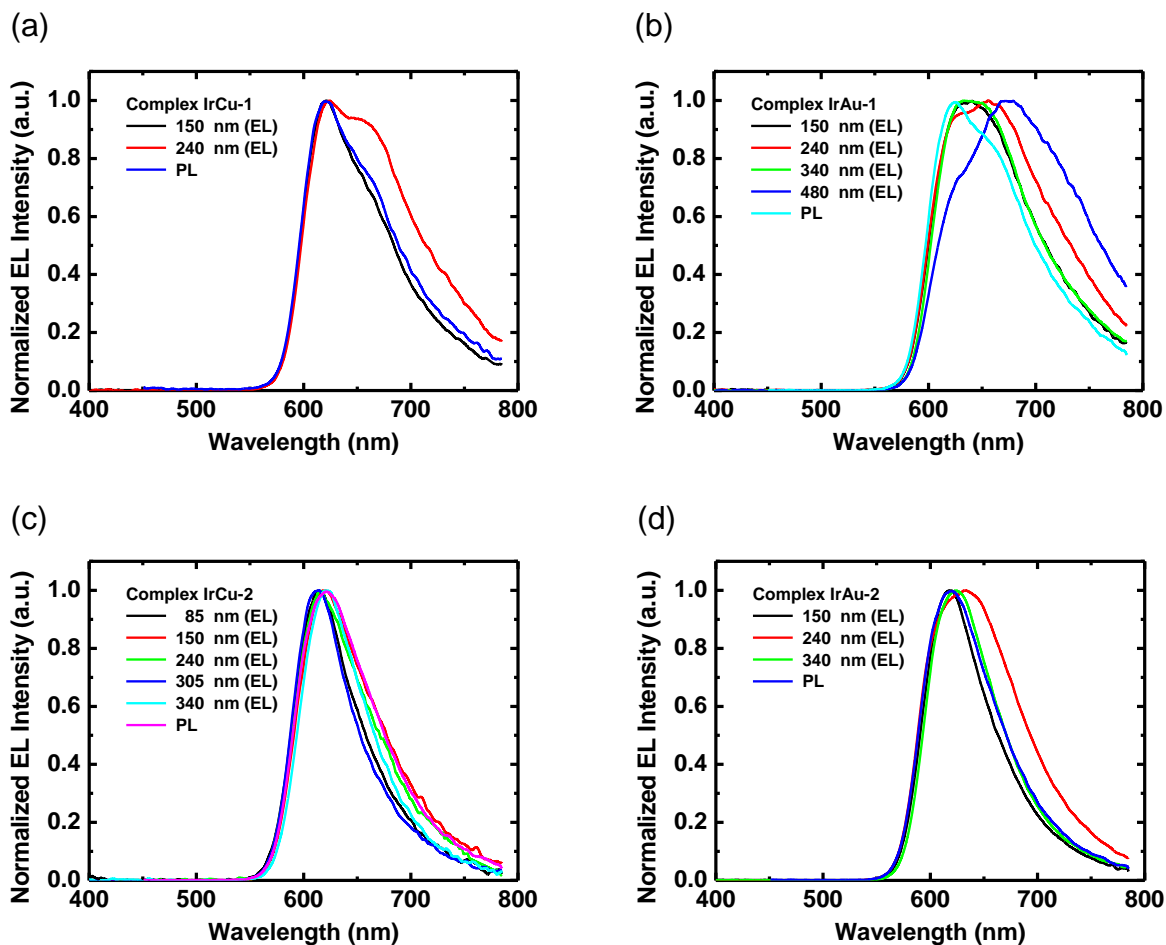 (a)
Normalized EL Intensity (a.u.)
1.0
0.8
0.6
0.4
0.2
0.0
Complex IrCu-1
150 nm (EL)
240 nm (EL)
PL
400 500 600 700 800
Wavelength (nm)
(b)
Normalized EL Intensity (a.u.)
1.0
0.8
0.6
0.4
0.2
0.0
Complex IrAu-1
150 nm (EL)
240 nm (EL)
340 nm (EL)
480 nm (EL)
PL
400 500 600 700 800
Wavelength (nm)
(c)
Normalized EL Intensity (a.u.)
1.0
0.8
0.6
0.4
0.2
0.0
Complex IrCu-2
85 nm (EL)
150 nm (EL)
240 nm (EL)
305 nm (EL)
340 nm (EL)
PL
400 500 600 700 800
Wavelength (nm)
(d)
Normalized EL Intensity (a.u.)
1.0
0.8
0.6
0.4
0.2
0.0
Complex IrAu-2
150 nm (EL)
240 nm (EL)
340 nm (EL)
PL
400 500 600 700 800
Wavelength (nm)